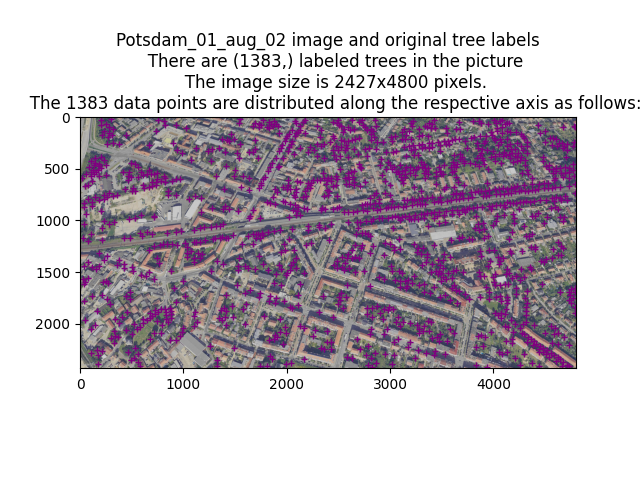 Potsdam_01_aug_02 image and original tree labels
There are (1383,) labeled trees in the picture
The image size is 2427x4800 pixels.
The 1383 data points are distributed along the respective axis as follows:
0
500
1000
1500
2000
0 1000 2000 3000 4000